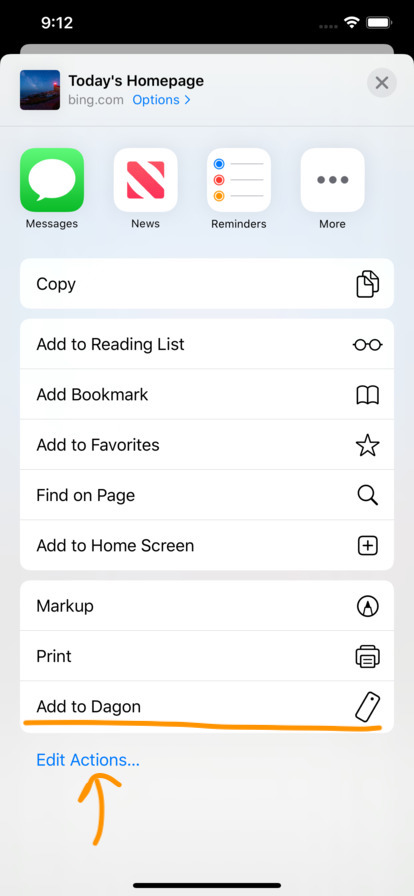 9:12
Today's Homepage
bing.com Options >
Messages News Reminders More
Copy
Add to Reading List
Add Bookmark
Add to Favorites
Find on Page
Add to Home Screen
Markup
Print
Add to Dagon
Edit Actions...